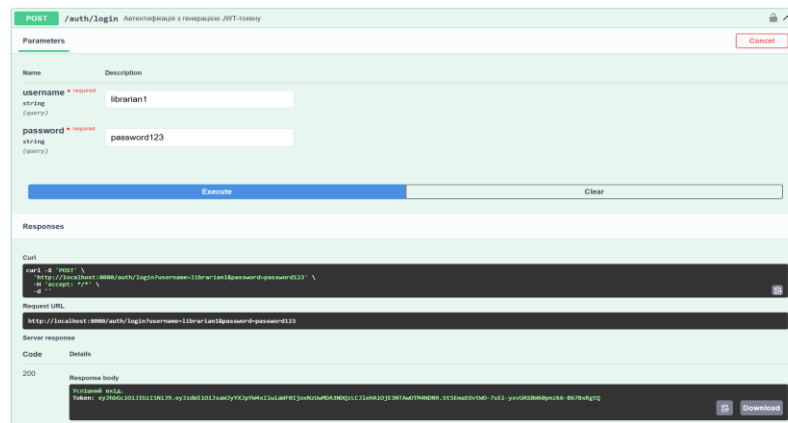 POST /auth/login Автентифікація з генерацією JWT-токену
Parameters
Cancel
Name Description
username * required
string
(query)
librarian1
password * required
string
(query)
password123
Execute Clear
Responses
Curl
curl -X 'POST' \
'http://localhost:8080/auth/login?username=librarian1&password=password123' \
-H 'accept: */*' \
-d ''
Request URL
http://localhost:8080/auth/login?username=librarian1&password=password123
Server response
Code Details
200
Response body
Успішний вхід.
Token:
Download